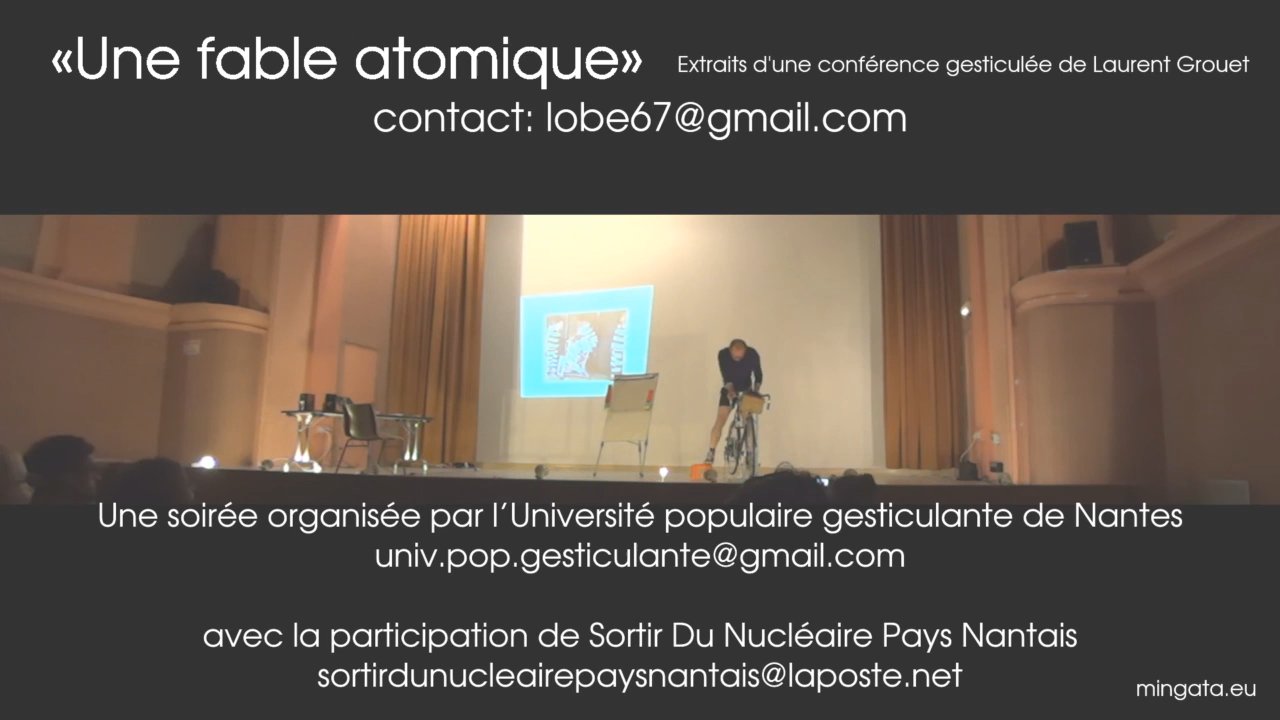 «Une fable atomique» Extraits d'une conférence gesticulée de Laurent Grouet
contact: lobe67@gmail.com
Une soirée organisée par l’Université populaire gesticulante de Nantes
univ.pop.gesticulante@gmail.com
avec la participation de Sortir Du Nucléaire Pays Nantais
sortirdunucleairepaysnantais@laposte.net
mingata.eu